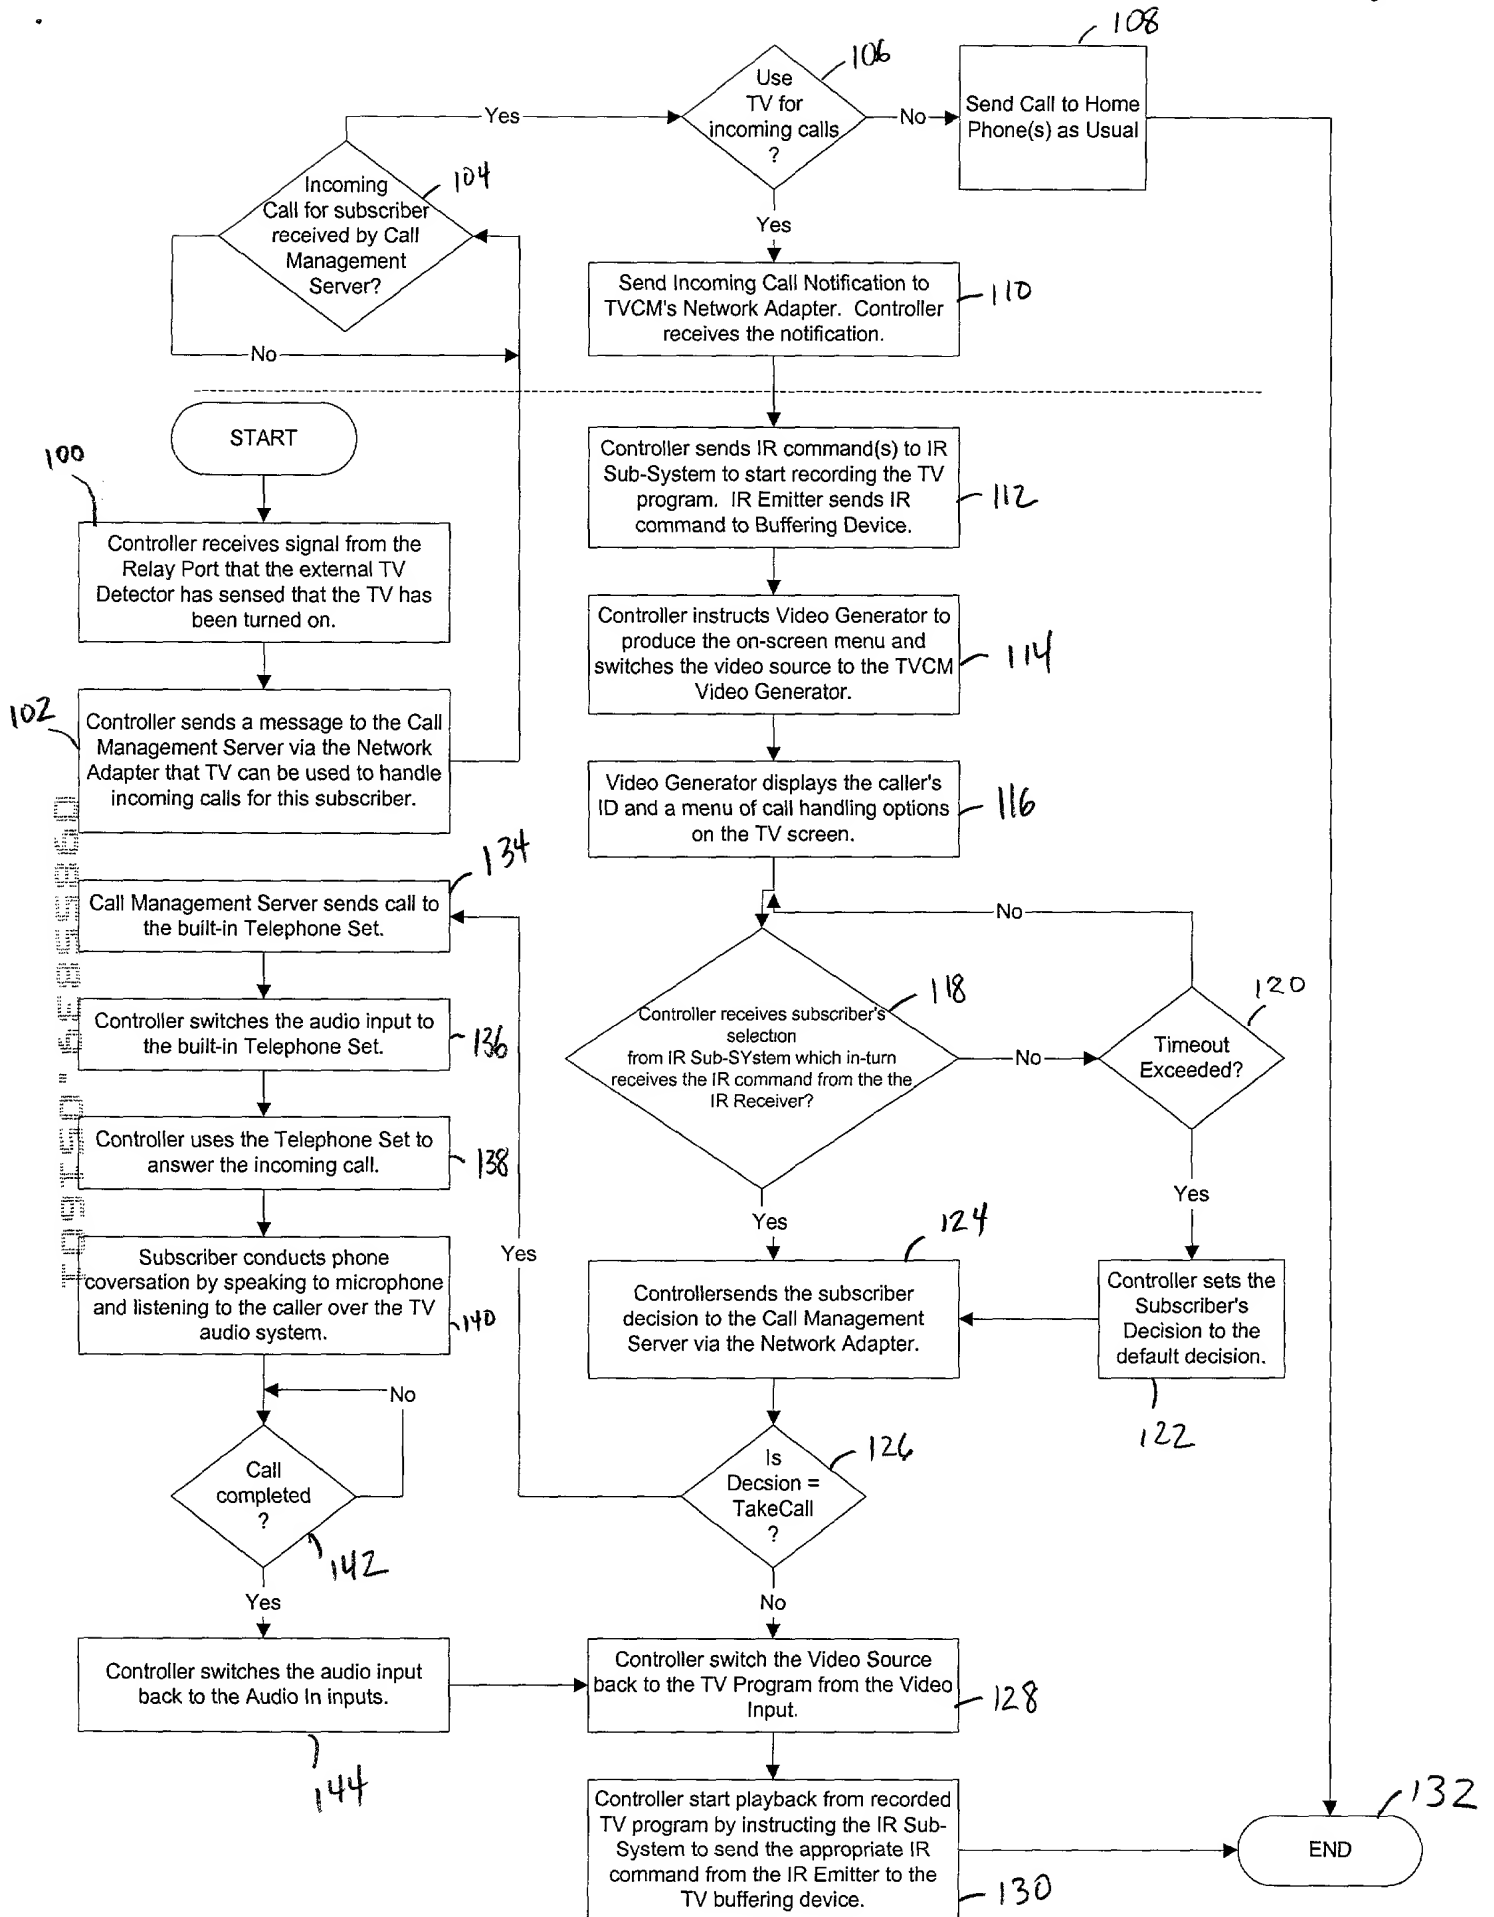 108
106
Use
TV for
incoming calls
?
No
Send Call to Home
Phone(s) as Usual
Yes
104
Incoming
Call for subscriber
received by Call
Management
Server?
No
Yes
Send Incoming Call Notification to
TVCM's Network Adapter. Controller
receives the notification.
110
START
100
Controller receives signal from the
Relay Port that the external TV
Detector has sensed that the TV has
been turned on.
102
Controller sends a message to the Call
Management Server via the Network
Adapter that TV can be used to handle
incoming calls for this subscriber.
Controller sends IR command(s) to IR
Sub-System to start recording the TV
program. IR Emitter sends IR
command to Buffering Device.
112
Controller instructs Video Generator to
produce the on-screen menu and
switches the video source to the TVCM
Video Generator.
114
Video Generator displays the caller's
ID and a menu of call handling options
on the TV screen.
116
No
118
Controller receives subscriber's
selection
from IR Sub-SYstem which in-turn
receives the IR command from the the
IR Receiver?
No
120
Timeout
Exceeded?
Yes
Yes
124
Controllersends the subscriber
decision to the Call Management
Server via the Network Adapter.
Controller sets the
Subscriber's
Decision to the
default decision.
122
126
Is
Decsion =
TakeCall
?
Yes
No
134
Call Management Server sends call to
the built-in Telephone Set.
Controller switches the audio input to
the built-in Telephone Set.
136
Controller uses the Telephone Set to
answer the incoming call.
138
Subscriber conducts phone
coversation by speaking to microphone
and listening to the caller over the TV
audio system.
140
No
Call
completed
?
142
Yes
Controller switches the audio input
back to the Audio In inputs.
144
Controller switch the Video Source
back to the TV Program from the Video
Input.
128
Controller start playback from recorded
TV program by instructing the IR Sub-
System to send the appropriate IR
command from the IR Emitter to the
TV buffering device.
130
132
END